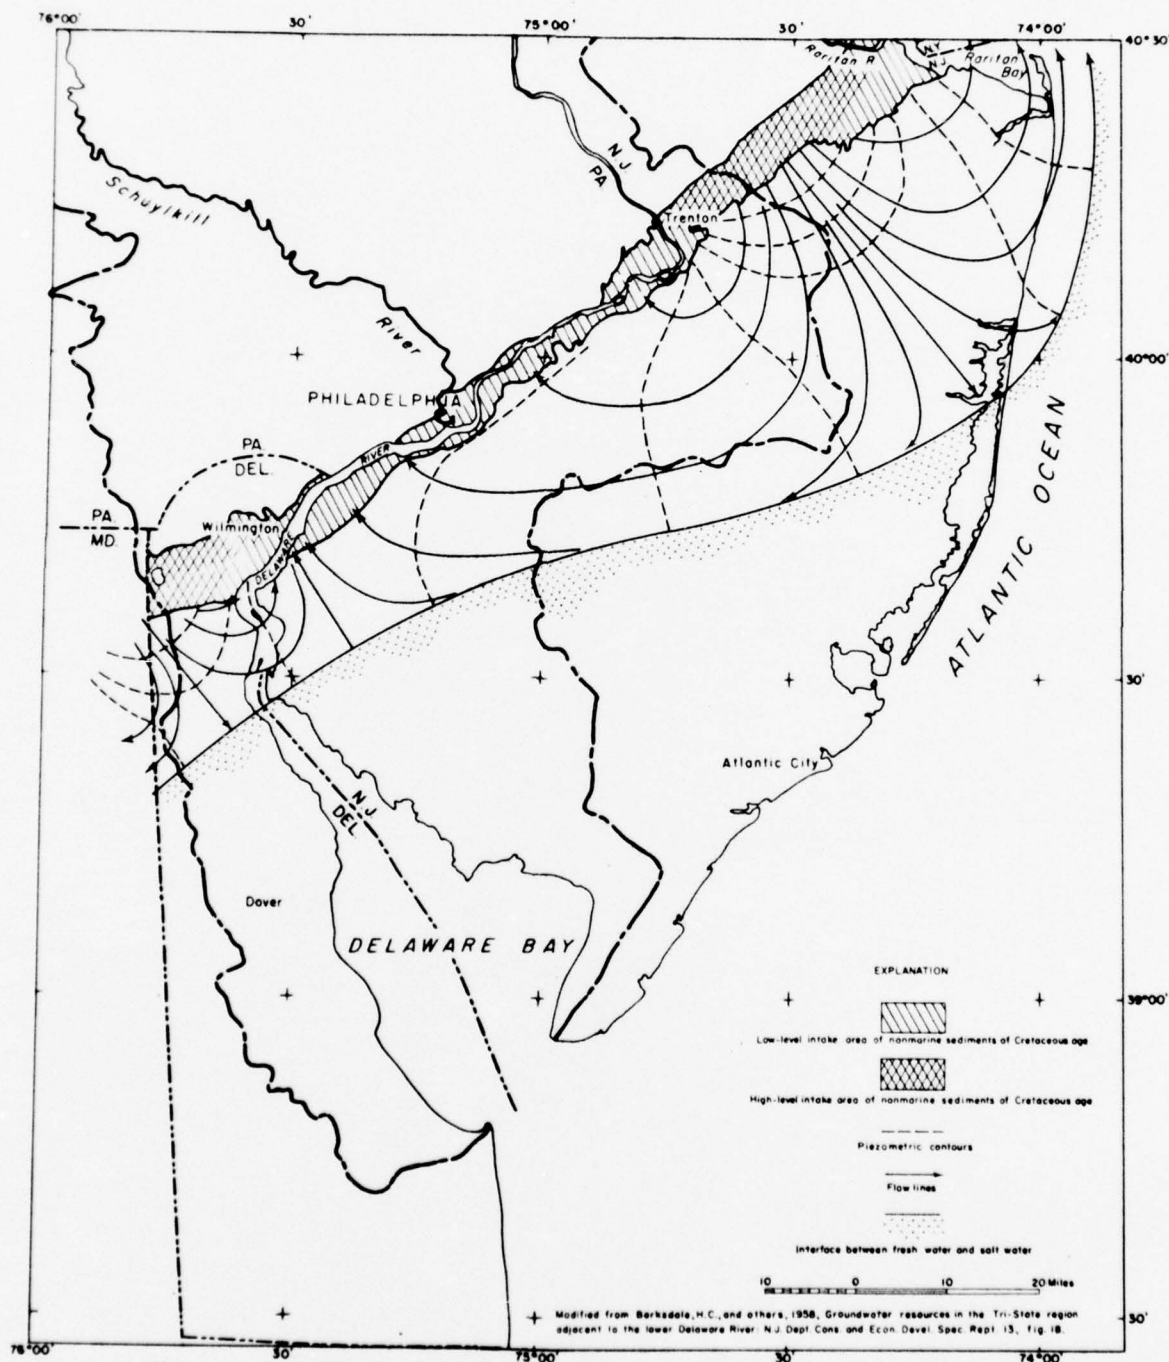 76°00'
30'
75°00'
30'
74°00'
40°30'
Raritan R.
NY
N.J.
Raritan
Bay
N.J.
PA
Schuylkill
River
Trenton
40°00'
PHILADELPHIA
PA
DEL.
RIVER
PA.
MD.
Wilmington
DELAWARE
ATLANTIC OCEAN
30'
Atlantic City
N.J.
DEL.
Dover
DELAWARE BAY
EXPLANATION
39°00'
Low-level intake area of nonmarine sediments of Cretaceous age
High-level intake area of nonmarine sediments of Cretaceous age
Piezometric contours
Flow lines
Interface between fresh water and salt water
10 0 10 20 Miles
Modified from Barksdale, H.C., and others, 1958, Groundwater resources in the Tri-State region
adjacent to the lower Delaware River: N.J. Dept. Cons. and Econ. Devel. Spec. Rept. 13, fig. 18.
30'
76°00'
30'
75°00'
30'
74°00'